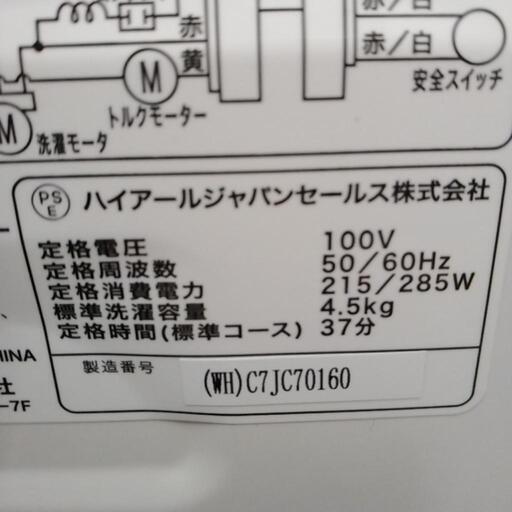 赤
黄
赤/白
赤/白
安全スイッチ
M
トルクモーター
M
洗濯モータ
PS
E
ハイアールジャパンセールス株式会社
定格電圧 100V
定格周波数 50/60Hz
定格消費電力 215/285W
標準洗濯容量 4.5kg
定格時間(標準コース) 37分
製造番号 (WH)C7JC70160
HINA
社
-7F